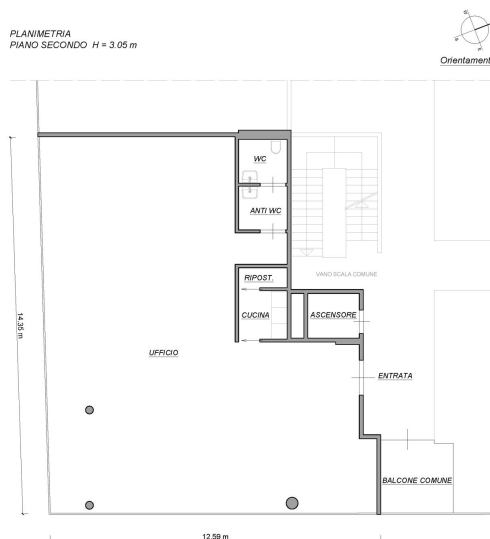 PLANIMETRIA
PIANO SECONDO H = 3.05 m
Orientament
WC
ANTI WC
RIPOST.
VANO SCALA COMUNE
CUCINA
ASCENSORE
14.35 m
UFFICIO
ENTRATA
BALCONE COMUNE
12.59 m